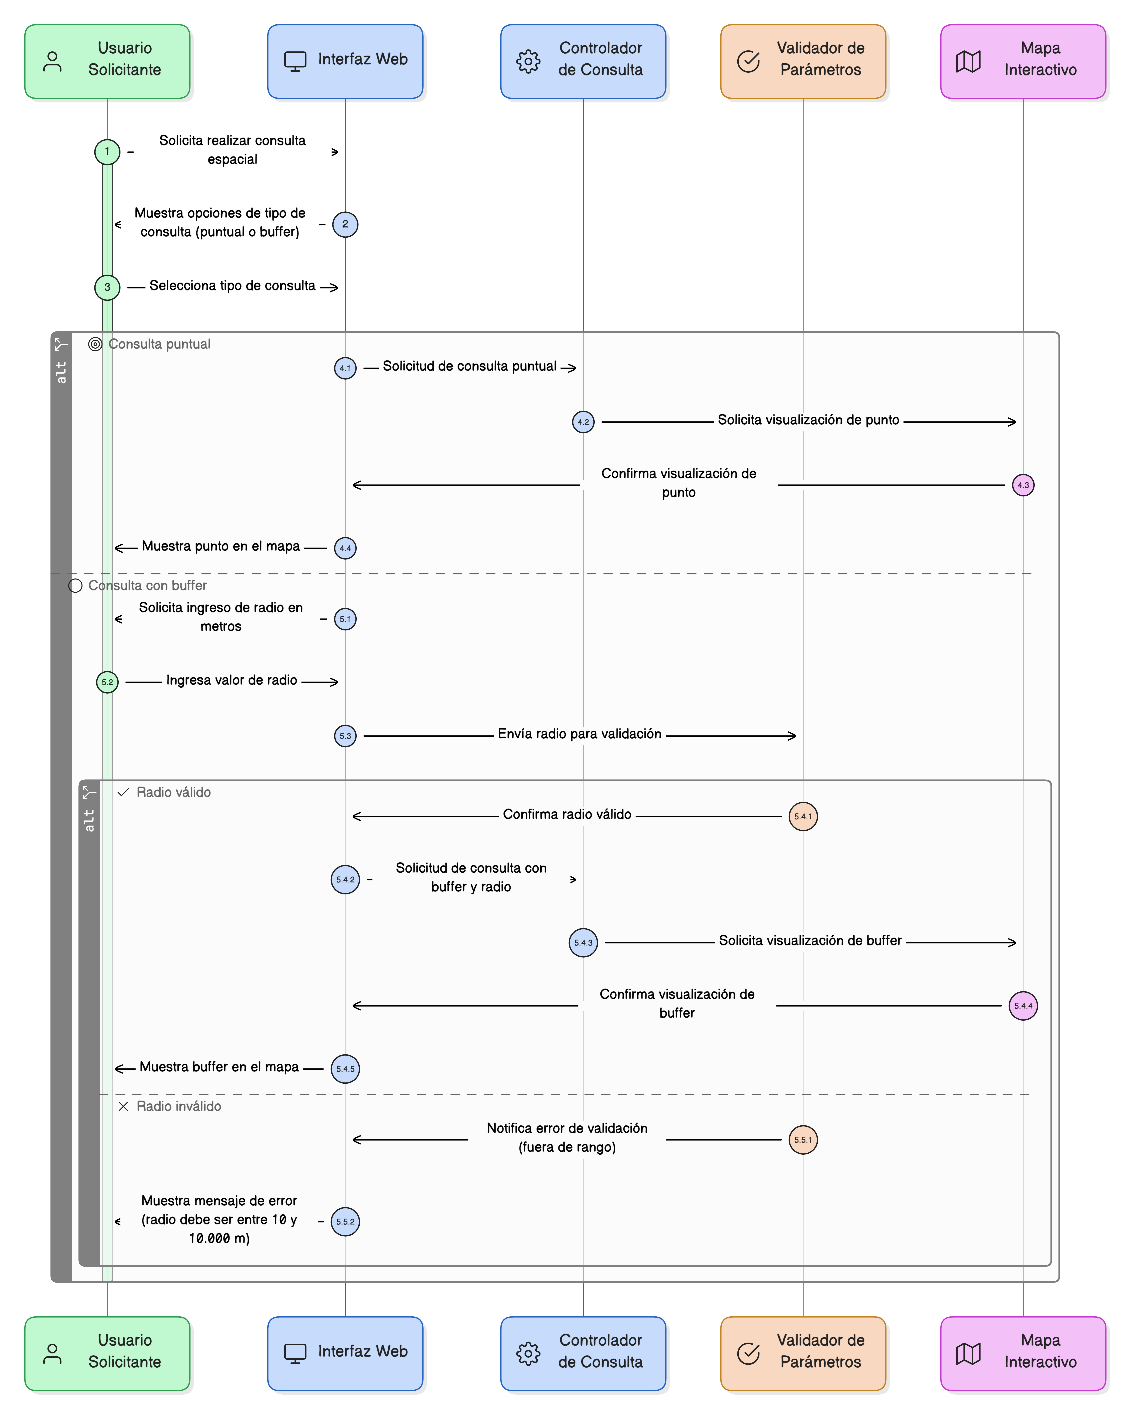 Usuario
Solicitante
Interfaz Web
Controlador
de Consulta
Validador de
Parámetros
Mapa
Interactivo
1
Solicita realizar consulta
espacial
Muestra opciones de tipo de
consulta (puntual o buffer)
2
3
Selecciona tipo de consulta
alt
Consulta puntual
4.1
Solicitud de consulta puntual
4.2
Solicita visualización de punto
Confirma visualización de
punto
4.3
Muestra punto en el mapa
4.4
Consulta con buffer
Solicita ingreso de radio en
metros
5.1
5.2
Ingresa valor de radio
5.3
Envía radio para validación
alt
Radio válido
Confirma radio válido
5.4.1
5.4.2
Solicitud de consulta con
buffer y radio
5.4.3
Solicita visualización de buffer
Confirma visualización de
buffer
5.4.4
Muestra buffer en el mapa
5.4.5
Radio inválido
Notifica error de validación
(fuera de rango)
5.5.1
Muestra mensaje de error
(radio debe ser entre 10 y
10.000 m)
5.5.2
Usuario
Solicitante
Interfaz Web
Controlador
de Consulta
Validador de
Parámetros
Mapa
Interactivo